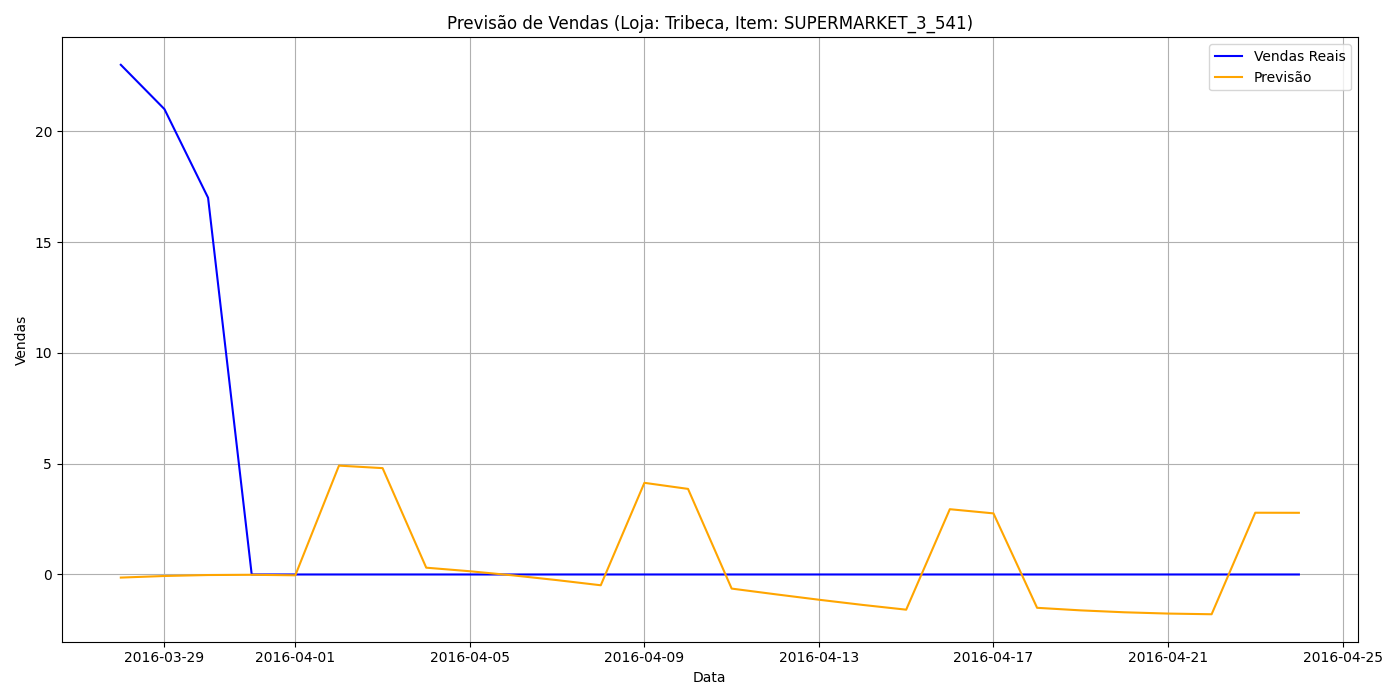 Previsão de Vendas (Loja: Tribeca, Item: SUPERMARKET_3_541)
Vendas Reais
Previsão
Vendas
20
15
10
5
0
2016-03-29 2016-04-01 2016-04-05 2016-04-09 2016-04-13 2016-04-17 2016-04-21 2016-04-25
Data